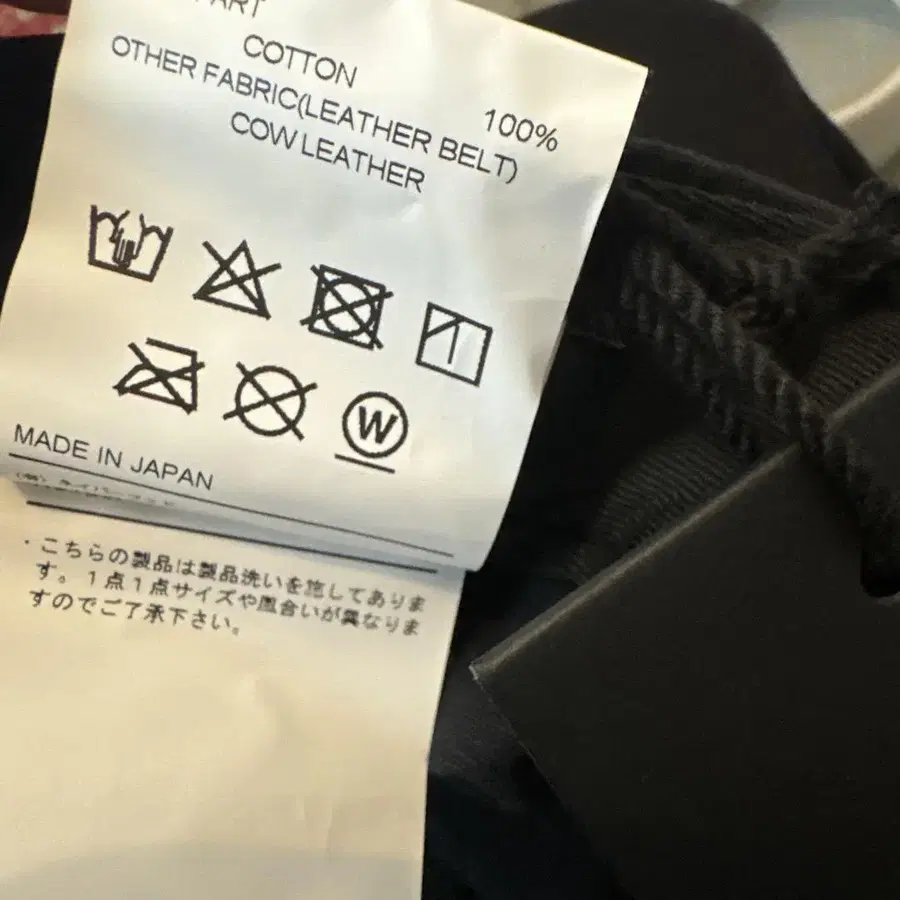 PART
COTTON
100%
OTHER FABRIC(LEATHER BELT)
COW LEATHER
W
MADE IN JAPAN
・こちらの製品は製品洗いを施してありま
す。1点1点サイズや風合いが異なりま
すのでご了承下さい。